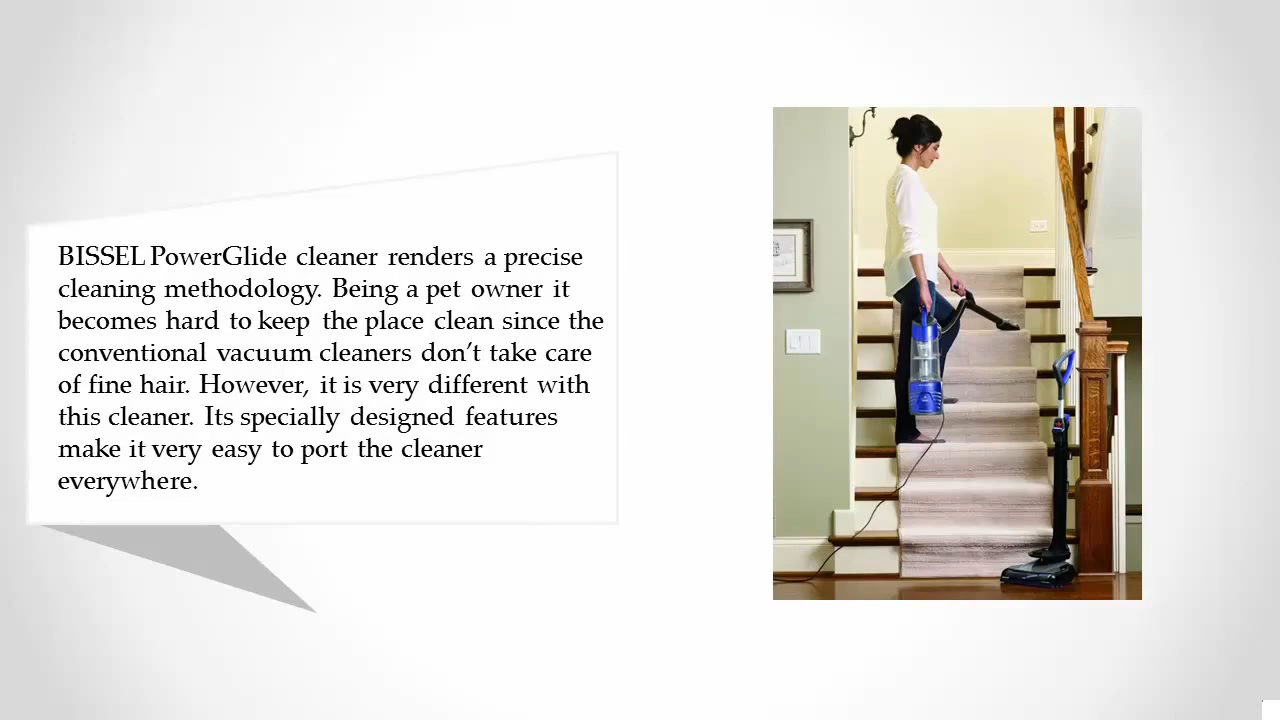 BISSEL PowerGlide cleaner renders a precise
cleaning methodology. Being a pet owner it
becomes hard to keep the place clean since the
conventional vacuum cleaners don’t take care
of fine hair. However, it is very different with
this cleaner. Its specially designed features
make it very easy to port the cleaner
everywhere.